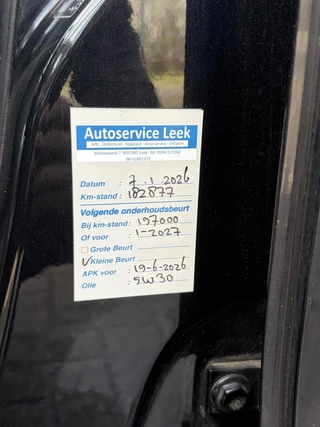 Autoservice Leek
APK - Onderhoud - Reparatie - Airco service - Uitlijnen
Datum : 7-1-2026
Km-stand : 182877
Volgende onderhoudsbeurt
Bij km-stand : 197000
Of voor : 1-2027
Grote Beurt
✓ Kleine Beurt
APK voor : 19-6-2026
Olie : 5W30